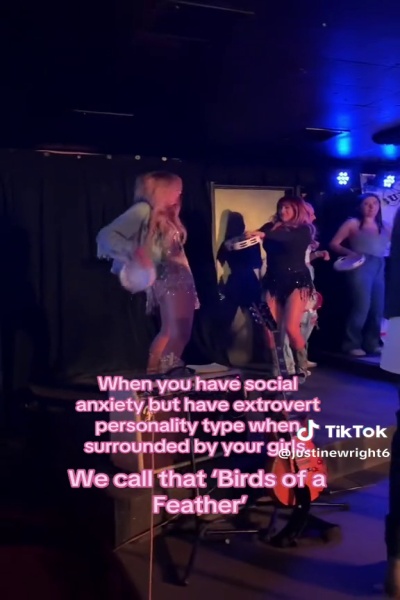 When you have social
anxiety but have extrovert
personality type when
surrounded by your girls
We call that ‘Birds of a
Feather’
TikTok
@justinewright6